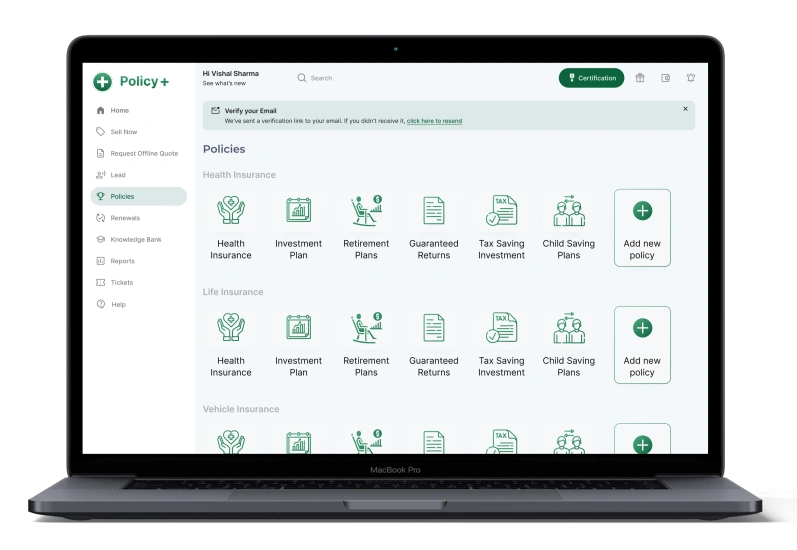 Policy+
Hi Vishal Sharma
See what's new
Search
Certification
Home
Sell Now
Request Offline Quote
Lead
Policies
Renewals
Knowledge Bank
Reports
Tickets
Help
Verify your Email
We've sent a verification link to your email. If you didn't receive it, click here to resend
Policies
Health Insurance
TAX
Health
Insurance
Investment
Plan
Retirement
Plans
Guaranteed
Returns
Tax Saving
Investment
Child Saving
Plans
Add new
policy
Life Insurance
TAX
Health
Insurance
Investment
Plan
Retirement
Plans
Guaranteed
Returns
Tax Saving
Investment
Child Saving
Plans
Add new
policy
Vehicle Insurance
TAX
MacBook Pro